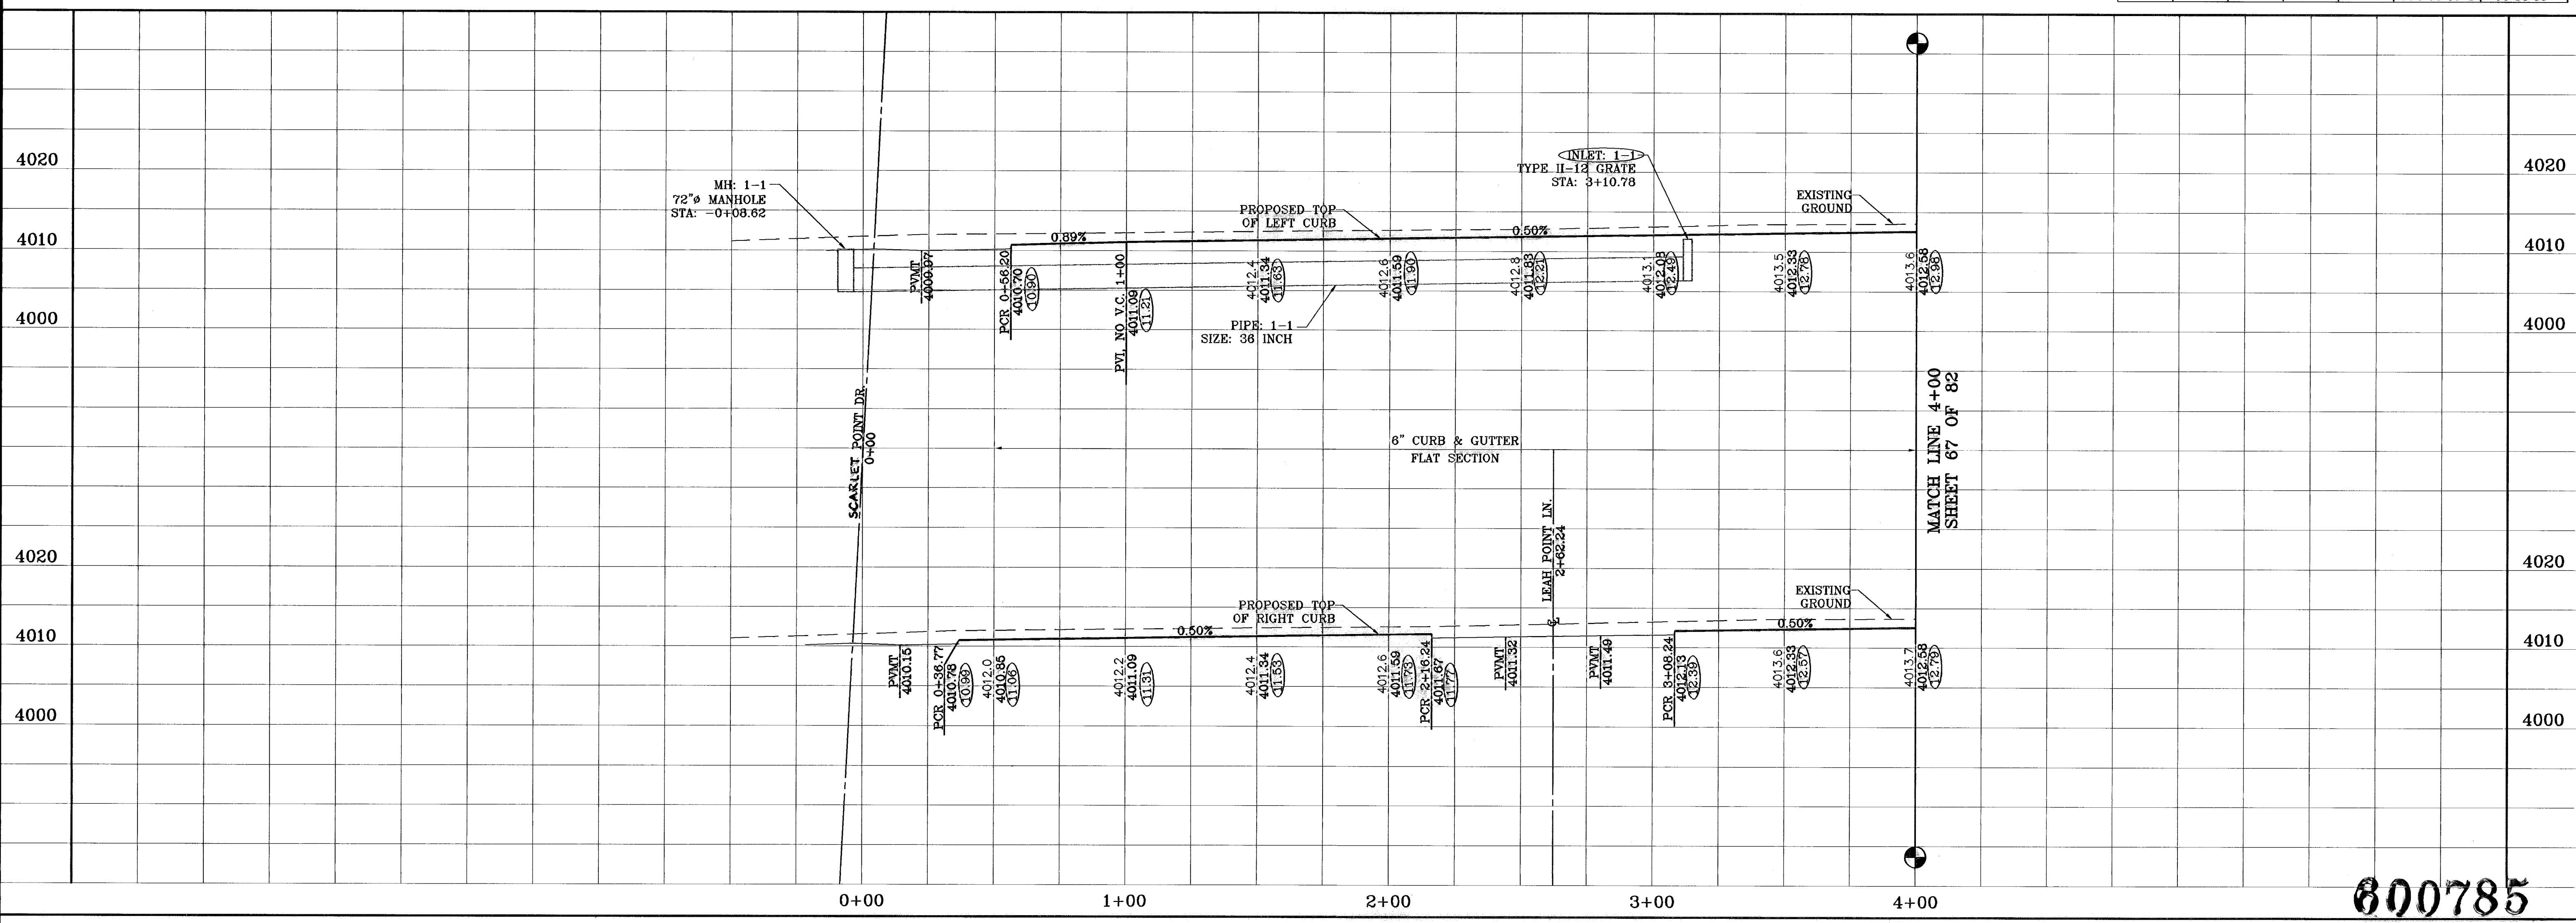 4020
4010
4000
4020
4010
4000
MH: 1-1
72"ø MANHOLE
STA: -0+08.62
PROPOSED TOP
OF LEFT CURB
0.89%
0.50%
INLET: 1-1
TYPE II-12 GRATE
STA: 3+10.78
EXISTING
GROUND
4020
4010
4000
PVMT
PCR 0+56.20
4010.70
10.90
PVI, NO V.C. 1+00
4011.09
11.21
4012.4
4011.34
11.63
4012.6
4011.59
11.90
4012.8
4011.83
12.21
4013.1
4012.08
12.49
4013.5
4012.33
12.78
4013.6
4012.58
12.98
PIPE: 1-1
SIZE: 36 INCH
SCARLET POINT DR.
0+00
6" CURB & GUTTER
FLAT SECTION
LEAH POINT LN.
2+62.24
MATCH LINE 4+00
SHEET 67 OF 82
PROPOSED TOP
OF RIGHT CURB
0.50%
EXISTING
GROUND
0.50%
4020
4010
4000
PVMT
4010.15
PCR 0+36.77
4010.78
10.99
4012.0
4010.85
11.06
4012.2
4011.09
11.31
4012.4
4011.34
11.53
4012.6
4011.59
11.73
PCR 2+16.24
4011.67
11.77
PVMT
4011.32
℄
PVMT
4011.49
PCR 3+08.24
4012.13
12.39
4013.6
4012.33
12.57
4013.7
4012.58
12.79
0+00
1+00
2+00
3+00
4+00
600785